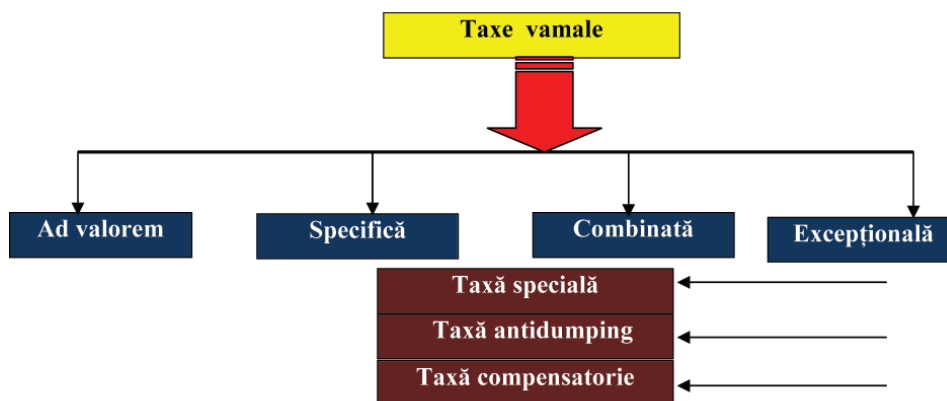 Taxe vamale
Ad valorem
Specifică
Combinată
Excepțională
Taxă specială
Taxă antidumping
Taxă compensatorie